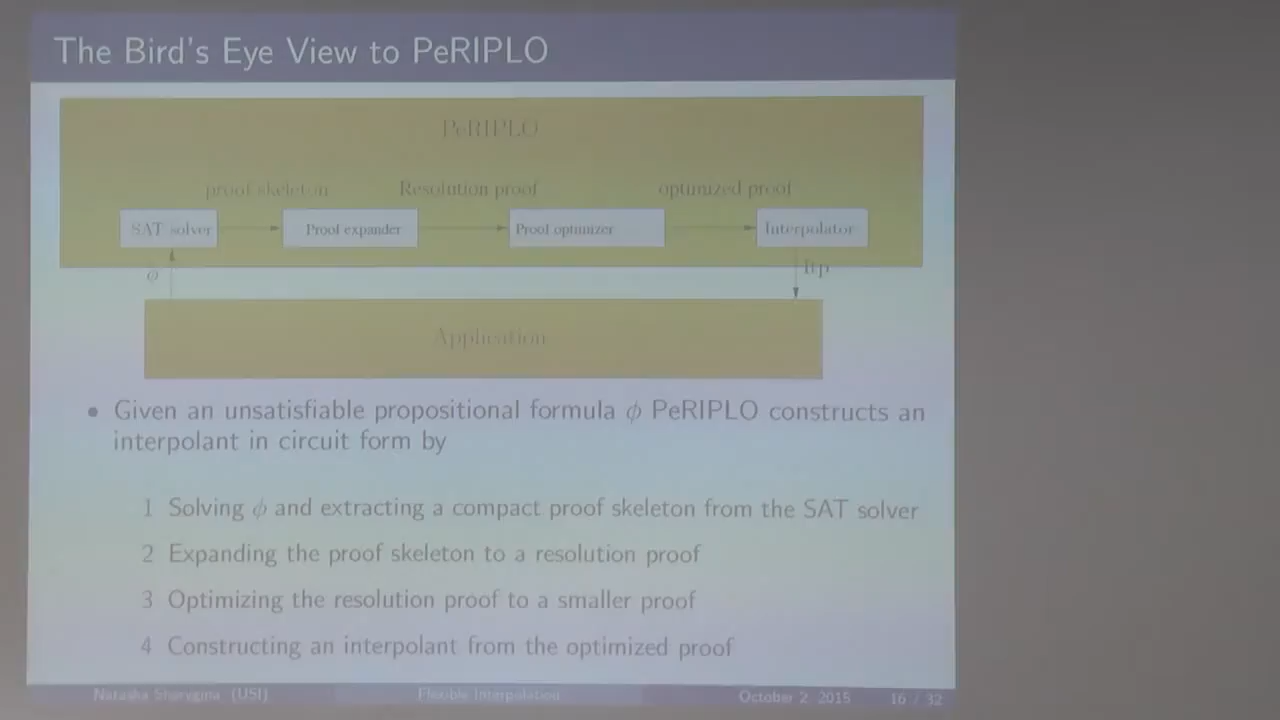 The Bird's Eye View to PeRIPLO
PeRIPLO
proof skeleton Resolution proof optimized proof
SAT solver Proof expander Proof optimizer Interpolator
ϕ Itp
Application
• Given an unsatisfiable propositional formula ϕ PeRIPLO constructs an
interpolant in circuit form by
1 Solving ϕ and extracting a compact proof skeleton from the SAT solver
2 Expanding the proof skeleton to a resolution proof
3 Optimizing the resolution proof to a smaller proof
4 Constructing an interpolant from the optimized proof
Natasha Sharygina (USI) Flexible Interpolation October 2, 2015 16 / 32